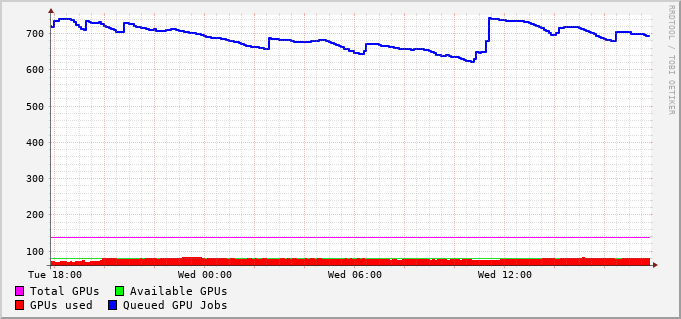 700
600
500
400
300
200
100
Tue 18:00 Wed 00:00 Wed 06:00 Wed 12:00
Total GPUs Available GPUs
GPUs used Queued GPU Jobs
RRDTOOL / TOBI OETIKER